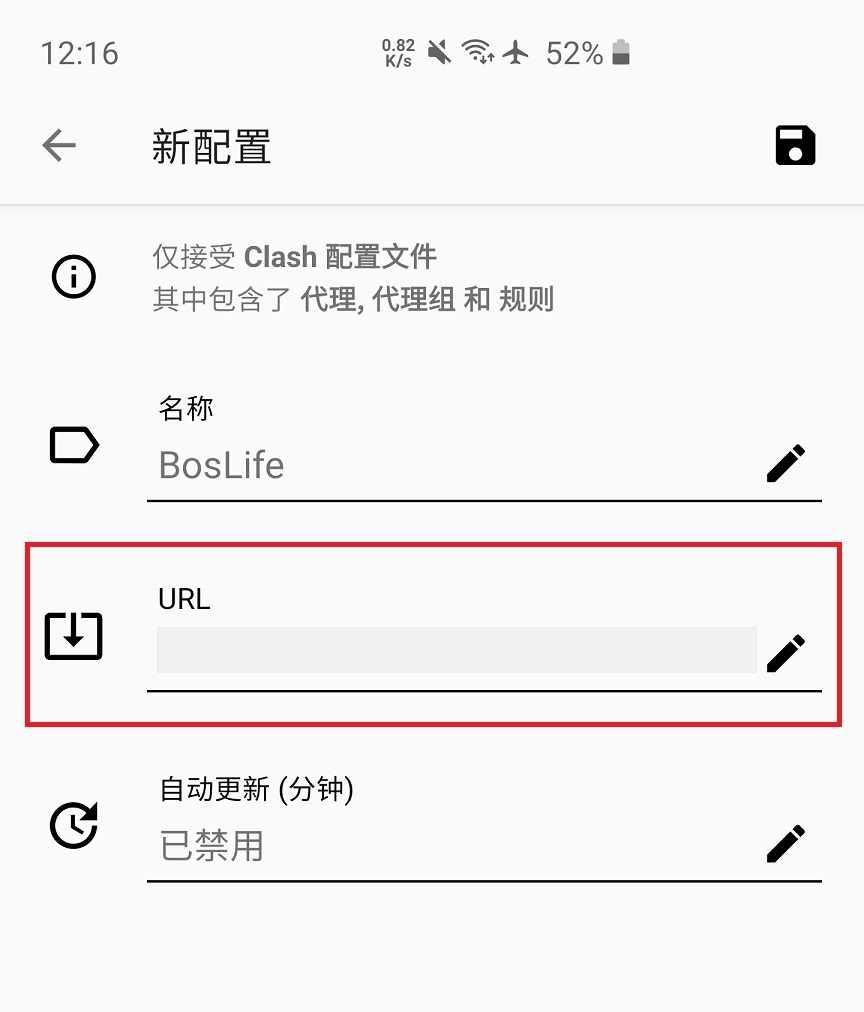 12:16
0.82
K/s
52%
新配置
仅接受 Clash 配置文件
其中包含了 代理, 代理组 和 规则
名称
BosLife
URL
自动更新 (分钟)
已禁用